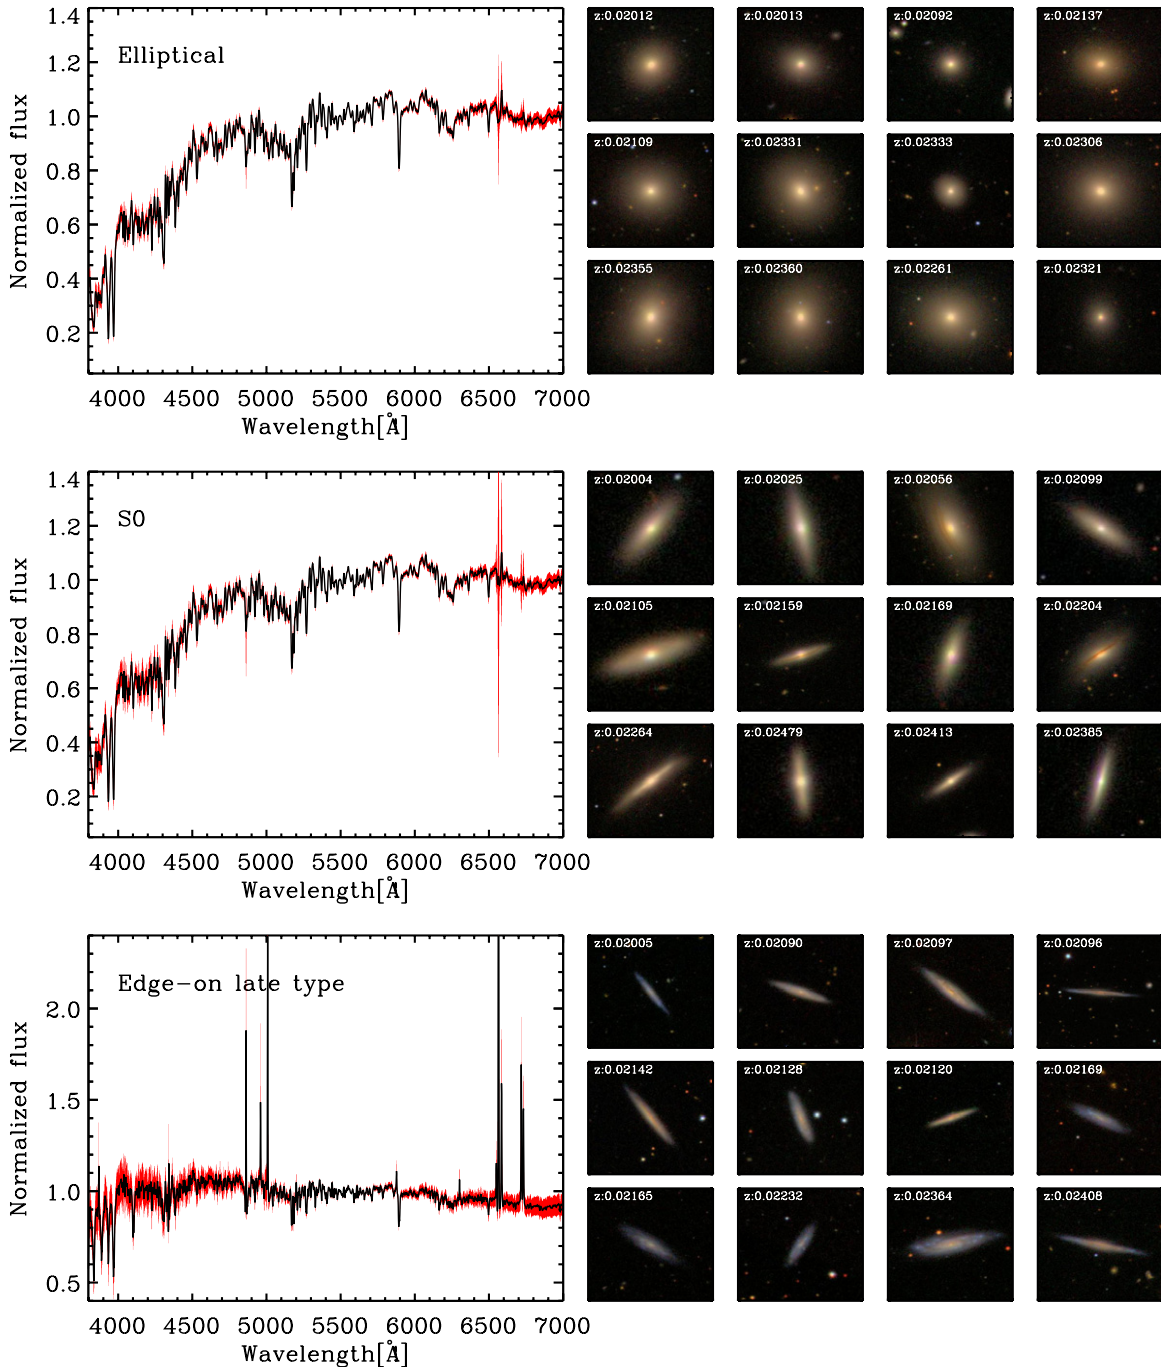 Elliptical
Normalized flux
1.4
1.2
1.0
0.8
0.6
0.4
0.2
4000 4500 5000 5500 6000 6500 7000
Wavelength[Å]
z:0.02012 z:0.02013 z:0.02092 z:0.02137
z:0.02109 z:0.02331 z:0.02333 z:0.02306
z:0.02355 z:0.02360 z:0.02261 z:0.02321
S0
Normalized flux
1.4
1.2
1.0
0.8
0.6
0.4
0.2
4000 4500 5000 5500 6000 6500 7000
Wavelength[Å]
z:0.02004 z:0.02025 z:0.02056 z:0.02099
z:0.02105 z:0.02159 z:0.02169 z:0.02204
z:0.02264 z:0.02479 z:0.02413 z:0.02385
Edge-on late type
Normalized flux
2.0
1.5
1.0
0.5
4000 4500 5000 5500 6000 6500 7000
Wavelength[Å]
z:0.02005 z:0.02090 z:0.02097 z:0.02096
z:0.02142 z:0.02128 z:0.02120 z:0.02169
z:0.02165 z:0.02232 z:0.02364 z:0.02408